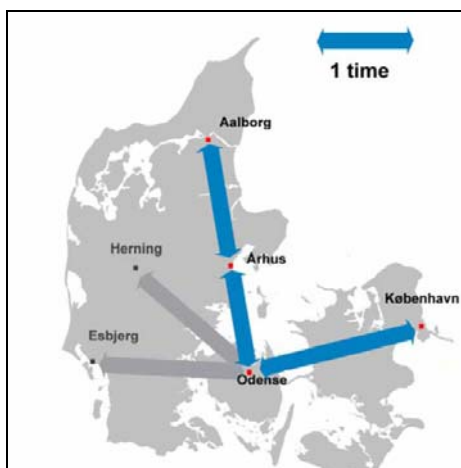 1 time
Aalborg
Herning
Århus
København
Esbjerg
Odense